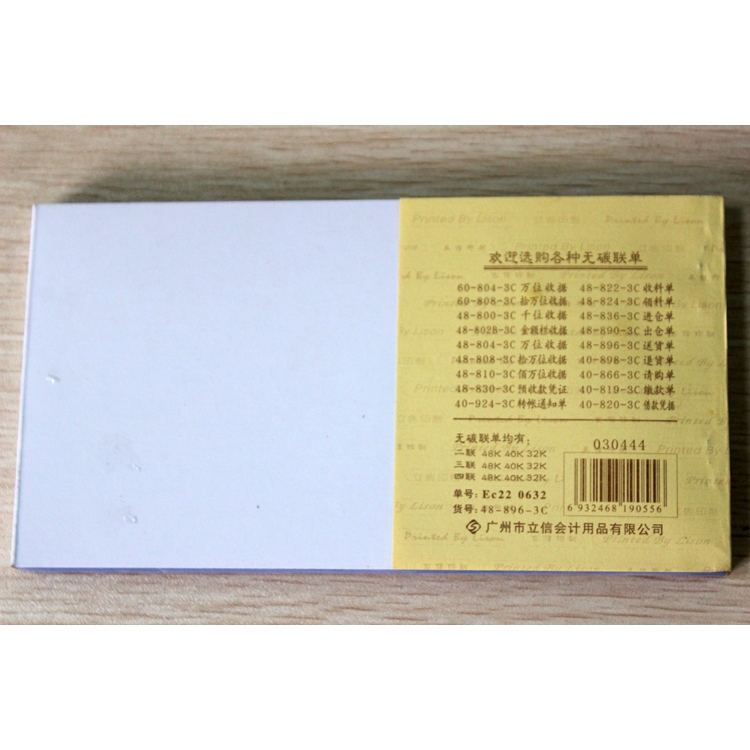 欢迎选购各种无碳联单
60-804-3C 万位收据 48-822-3C 收料单
60-808-3C 拾万位收据 48-824-3C 领料单
48-800-3C 千位收据 48-836-3C 进仓单
48-802B-3C 金额标收据 48-890-3C 出仓单
48-804-3C 万位收据 48-896-3C 送货单
48-808-3C 拾万位收据 40-898-3C 退货单
48-810-3C 佰万位收据 40-866-3C 请购单
48-830-3C 预收款凭证 40-819-3C 缴款单
40-924-3C 转帐通知单 40-820-3C 借款凭据
无碳联单均有: 030444
二联 48K 40K 32K
三联 48K 40K 32K
四联 48K 40K 32K
单号: Ec22 0632
货号: 48-896-3C 6 932468 190556
广州市立信会计用品有限公司